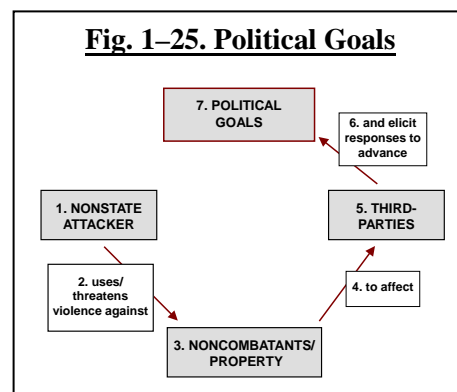 Fig. 1–25. Political Goals
7. POLITICAL
GOALS
6. and elicit
responses to
advance
1. NONSTATE
ATTACKER
5. THIRD-
PARTIES
2. uses/
threatens
violence against
4. to affect
3. NONCOMBATANTS/
PROPERTY